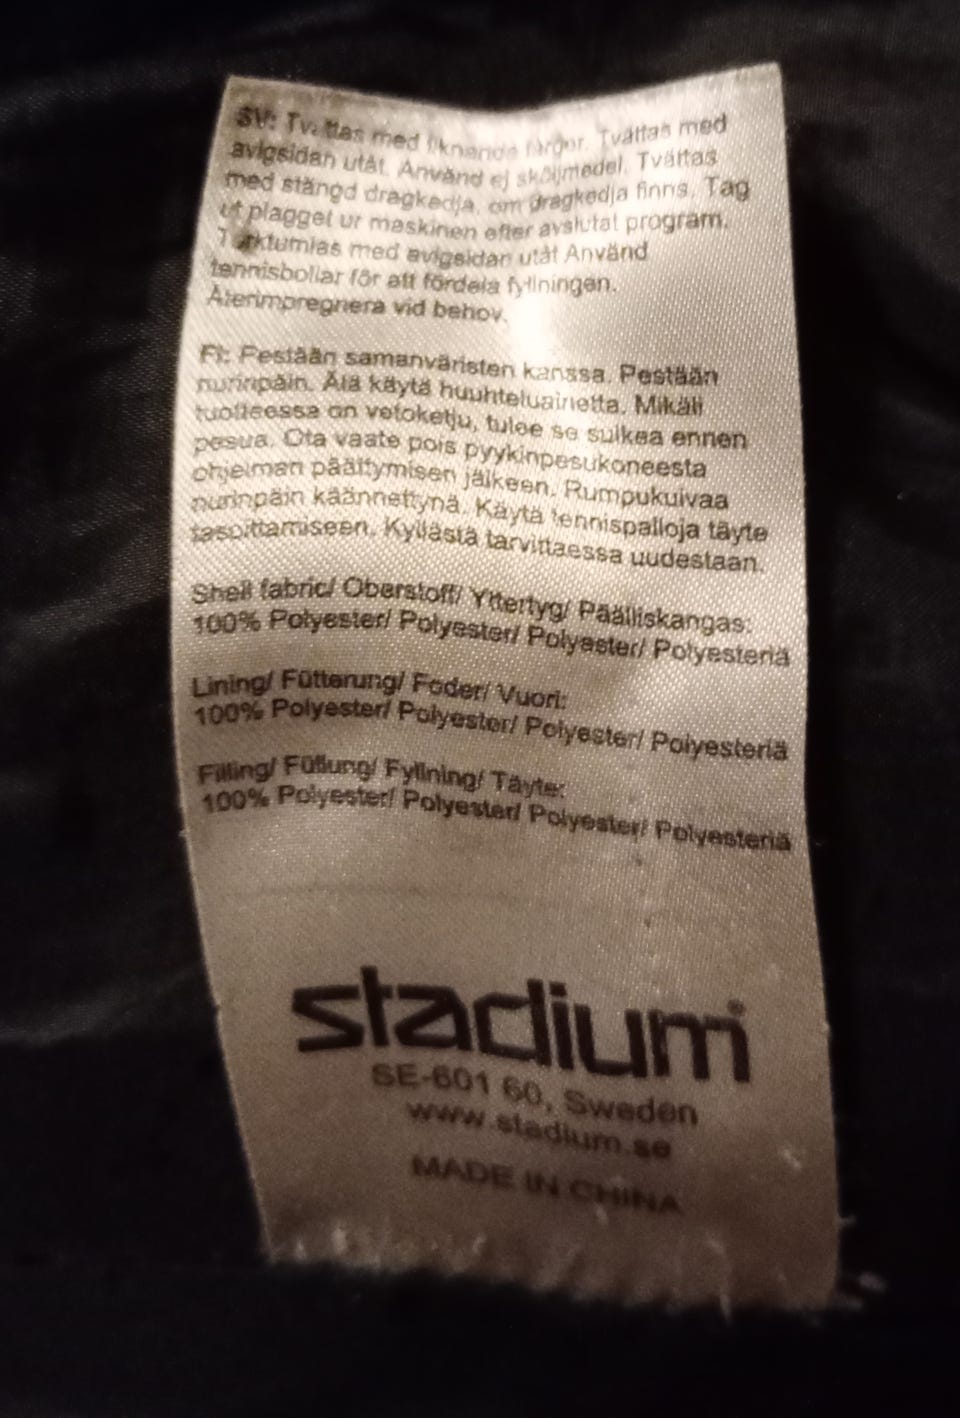 SV: Tvättas med liknande färger. Tvättas med
avigsidan utåt. Använd ej sköljmedel. Tvättas
med stängd dragkedja, om dragkedja finns. Tag
ut plagget ur maskinen efter avslutat program.
Torktumlas med avigsidan utåt Använd
tennisbollar för att fördela fyllningen.
Återimpregnera vid behov.
FI: Pestään samanväristen kanssa. Pestään
nurinpäin. Älä käytä huuhteluainetta. Mikäli
tuotteessa on vetoketju, tulee se sulkea ennen
pesua. Ota vaate pois pyykinpesukoneesta
ohjelman päättymisen jälkeen. Rumpukuivaa
nurinpäin käännettynä. Käytä tennispalloja täyte
tasoittamiseen. Kyllästä tarvittaessa uudestaan.
Shell fabric/ Oberstoff/ Yttertyg/ Päälliskangas:
100% Polyester/ Polyester/ Polyester/ Polyesteriä
Lining/ Fütterung/ Foder/ Vuori:
100% Polyester/ Polyester/ Polyester/ Polyesteriä
Filling/ Füllung/ Fyllning/ Täyte:
100% Polyester/ Polyester/ Polyester/ Polyesteriä
stadium
SE-601 60, Sweden
www.stadium.se
MADE IN CHINA